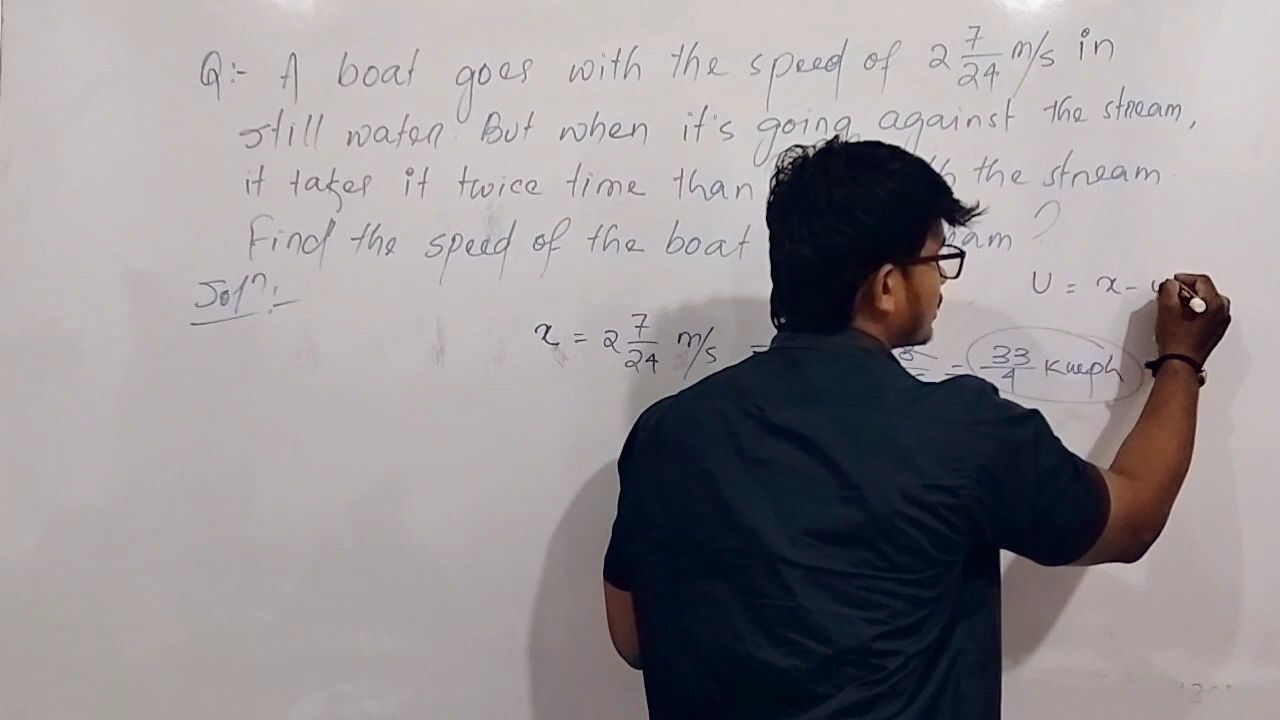 Q:- A boat goes with the speed of 2 7/24 m/s in
still water. But when it's going against the stream,
it takes it twice time than the stream
Find the speed of the boat ?
Solⁿ:-
U = x -
x = 2 7/24 m/s = = 33/4 Kmph